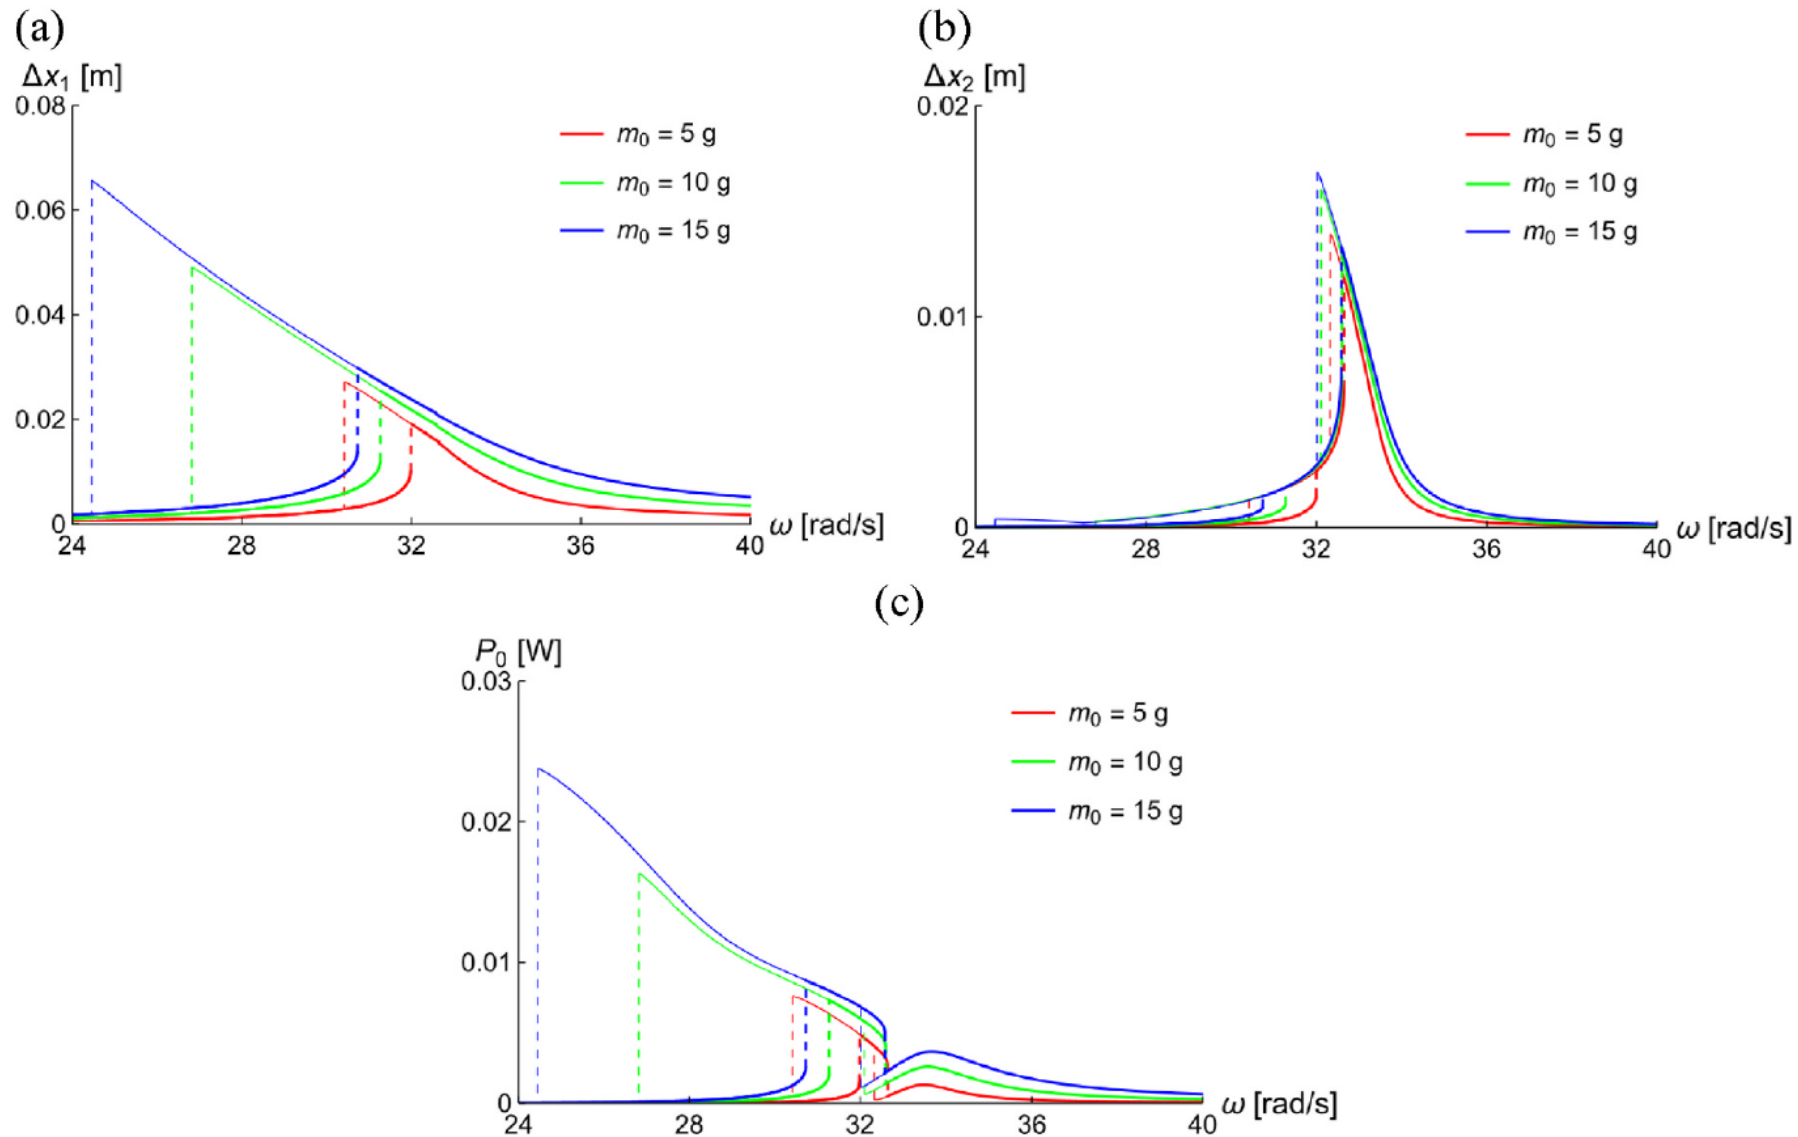 (a)
Δx₁ [m]
0.08
0.06
0.04
0.02
0
24
28
32
36
40
ω [rad/s]
m₀ = 5 g
m₀ = 10 g
m₀ = 15 g
(b)
Δx₂ [m]
0.02
0.01
0
24
28
32
36
40
ω [rad/s]
m₀ = 5 g
m₀ = 10 g
m₀ = 15 g
(c)
P₀ [W]
0.03
0.02
0.01
0
24
28
32
36
40
ω [rad/s]
m₀ = 5 g
m₀ = 10 g
m₀ = 15 g